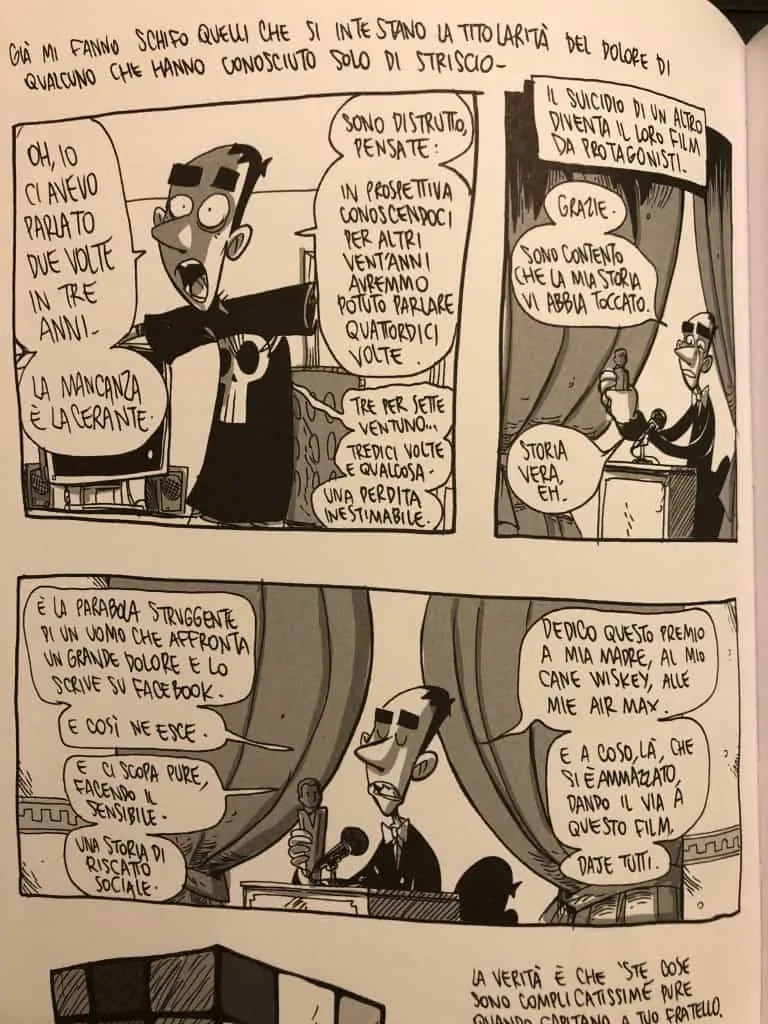 GIÀ MI FANNO SCHIFO QUELLI CHE SI INTESTANO LA TITOLARITÀ DEL DOLORE DI
QUALCUNO CHE HANNO CONOSCIUTO SOLO DI STRISCIO-
OH, IO
CI AVEVO
PARLATO
DUE VOLTE
IN TRE
ANNI-
LA MANCANZA
È LACERANTE.
SONO DISTRUTTO,
PENSATE:
IN PROSPETTIVA
CONOSCENDOCI
PER ALTRI
VENT'ANNI
AVREMMO
POTUTO PARLARE
QUATTORDICI
VOLTE.
TRE PER SETTE
VENTUNO...
TREDICI VOLTE
E QUALCOSA-
UNA PERDITA
INESTIMABILE.
IL SUICIDIO DI UN ALTRO
DIVENTA IL LORO FILM
DA PROTAGONISTI-
GRAZIE.
SONO CONTENTO
CHE LA MIA STORIA
VI ABBIA TOCCATO.
STORIA
VERA,
EH-
È LA PARABOLA STRUGGENTE
DI UN UOMO CHE AFFRONTA
UN GRANDE DOLORE E LO
SCRIVE SU FACEBOOK.
E COSÌ NE ESCE.
E CI SCOPA PURE,
FACENDO IL
SENSIBILE.
UNA STORIA DI
RISCATTO
SOCIALE.
DEDICO QUESTO PREMIO
A MIA MADRE, AL MIO
CANE WISKEY, ALLE
MIE AIR MAX.
E A COSO, LÀ, CHE
SI È AMMAZZATO,
DANDO IL VIA A
QUESTO FILM.
DAJE TUTTI.
LA VERITÀ È CHE 'STE COSE
SONO COMPLICATISSIME PURE
QUANDO CAPITANO A TUO FRATELLO.